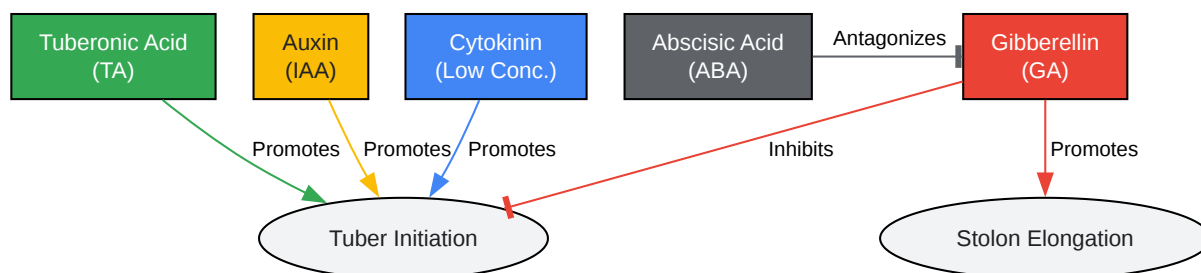 Tuberonic Acid
(TA)
Auxin
(IAA)
Cytokinin
(Low Conc.)
Abscisic Acid
(ABA)
Antagonizes
Gibberellin
(GA)
Promotes
Promotes
Promotes
Inhibits
Promotes
Tuber Initiation
Stolon Elongation